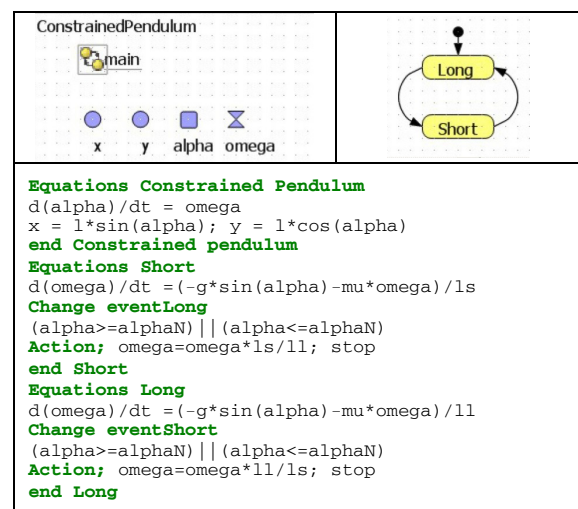 ConstrainedPendulum
main
x y alpha omega
Long
Short
Equations Constrained Pendulum
d(alpha)/dt = omega
x = l*sin(alpha); y = l*cos(alpha)
end Constrained pendulum
Equations Short
d(omega)/dt =(-g*sin(alpha)-mu*omega)/ls
Change eventLong
(alpha>=alphaN)||(alpha<=alphaN)
Action; omega=omega*ls/ll; stop
end Short
Equations Long
d(omega)/dt =(-g*sin(alpha)-mu*omega)/ll
Change eventShort
(alpha>=alphaN)||(alpha<=alphaN)
Action; omega=omega*ll/ls; stop
end Long